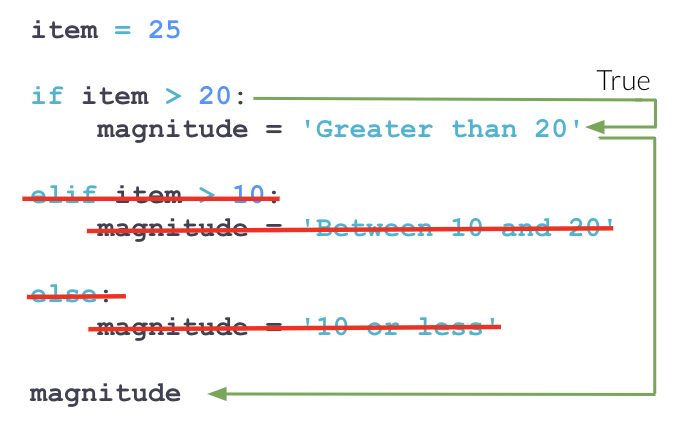 item = 25
True
if item > 20:
    magnitude = 'Greater than 20'
elif item > 10:
    magnitude = 'Between 10 and 20'
else:
    magnitude = '10 or less'
magnitude